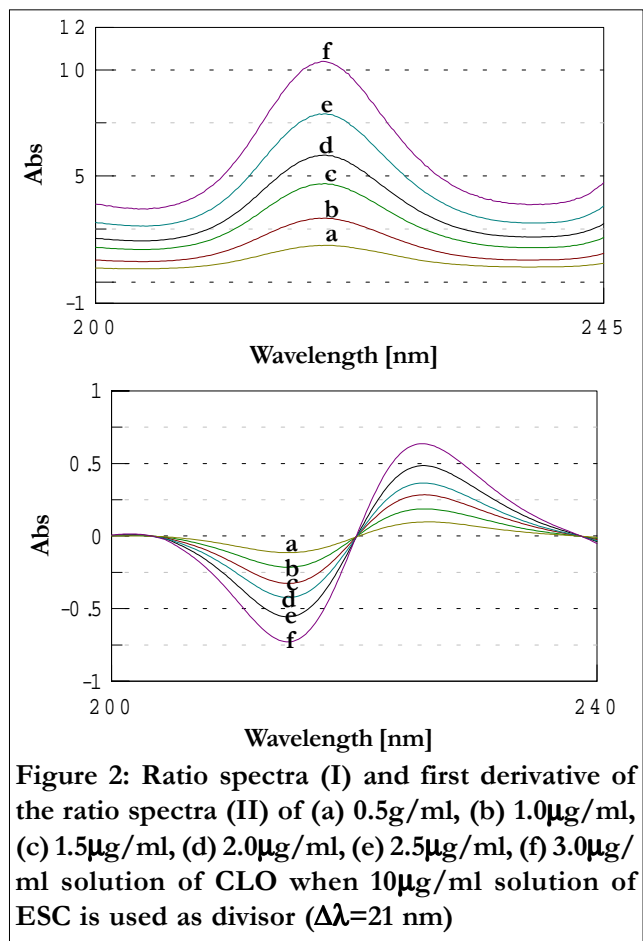 12
10
5
-1
Abs
f
e
d
c
b
a
200 245
Wavelength [nm]
1
0.5
0
-0.5
-1
Abs
a
b
c
d
e
f
200 240
Wavelength [nm]
Figure 2: Ratio spectra (I) and first derivative of
the ratio spectra (II) of (a) 0.5g/ml, (b) 1.0µg/ml,
(c) 1.5µg/ml, (d) 2.0µg/ml, (e) 2.5µg/ml, (f) 3.0µg/
ml solution of CLO when 10µg/ml solution of
ESC is used as divisor (Δλ=21 nm)